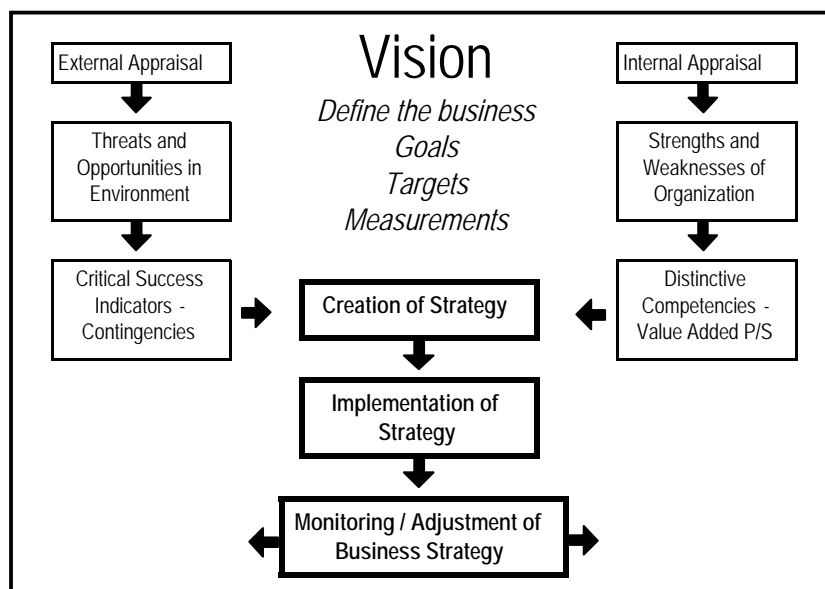 Vision
Define the business
Goals
Targets
Measurements
External Appraisal
Threats and
Opportunities in
Environment
Critical Success
Indicators -
Contingencies
Internal Appraisal
Strengths and
Weaknesses of
Organization
Distinctive
Competencies -
Value Added P/S
Creation of Strategy
Implementation of
Strategy
Monitoring / Adjustment of
Business Strategy